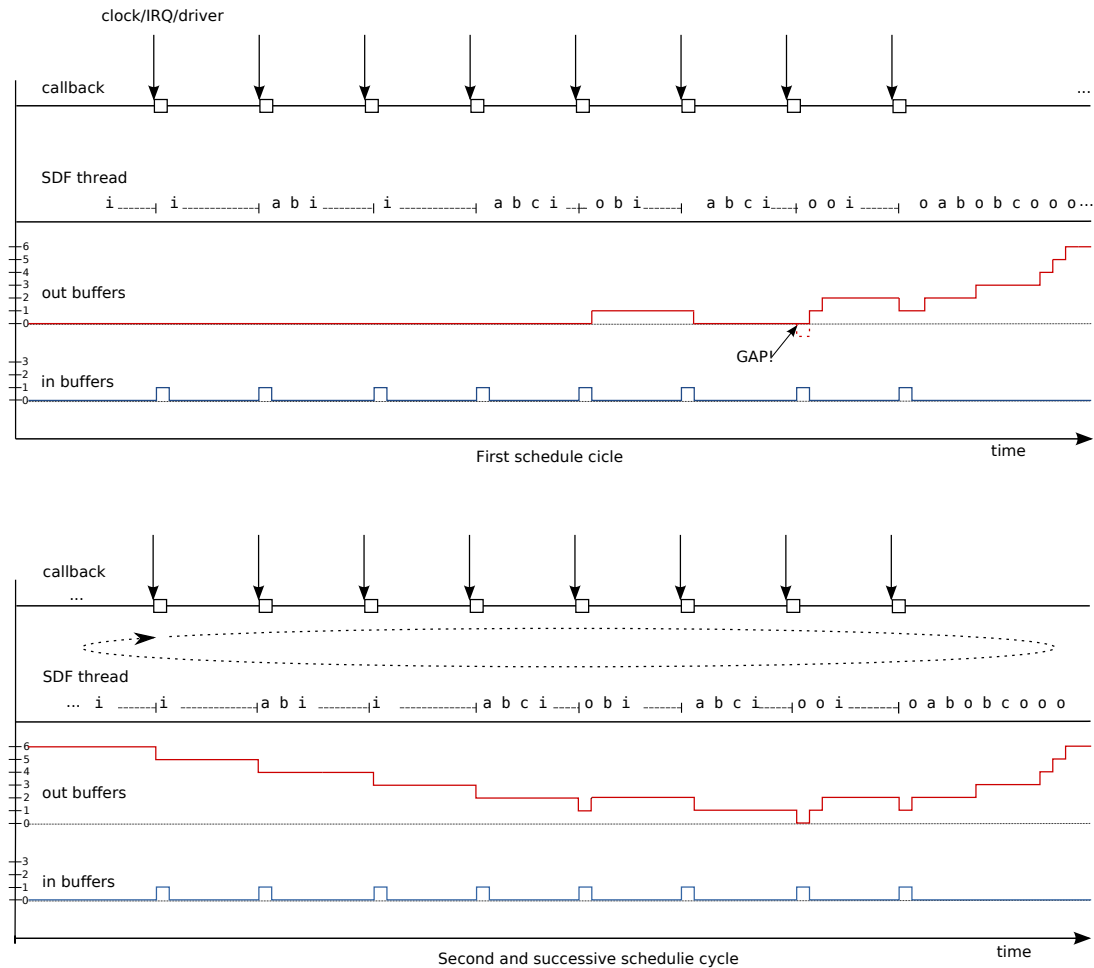 clock/IRQ/driver
callback
...
SDF thread
i i a b i i a b c i o b i a b c i o o i o a b o b c o o o ...
6
5
4
3
2
1
0
out buffers
GAP!
3
2
1
0
in buffers
time
First schedule cicle
callback
...
SDF thread
... i i a b i i a b c i o b i a b c i o o i o a b o b c o o o
6
5
4
3
2
1
0
out buffers
3
2
1
0
in buffers
time
Second and successive schedulie cycle